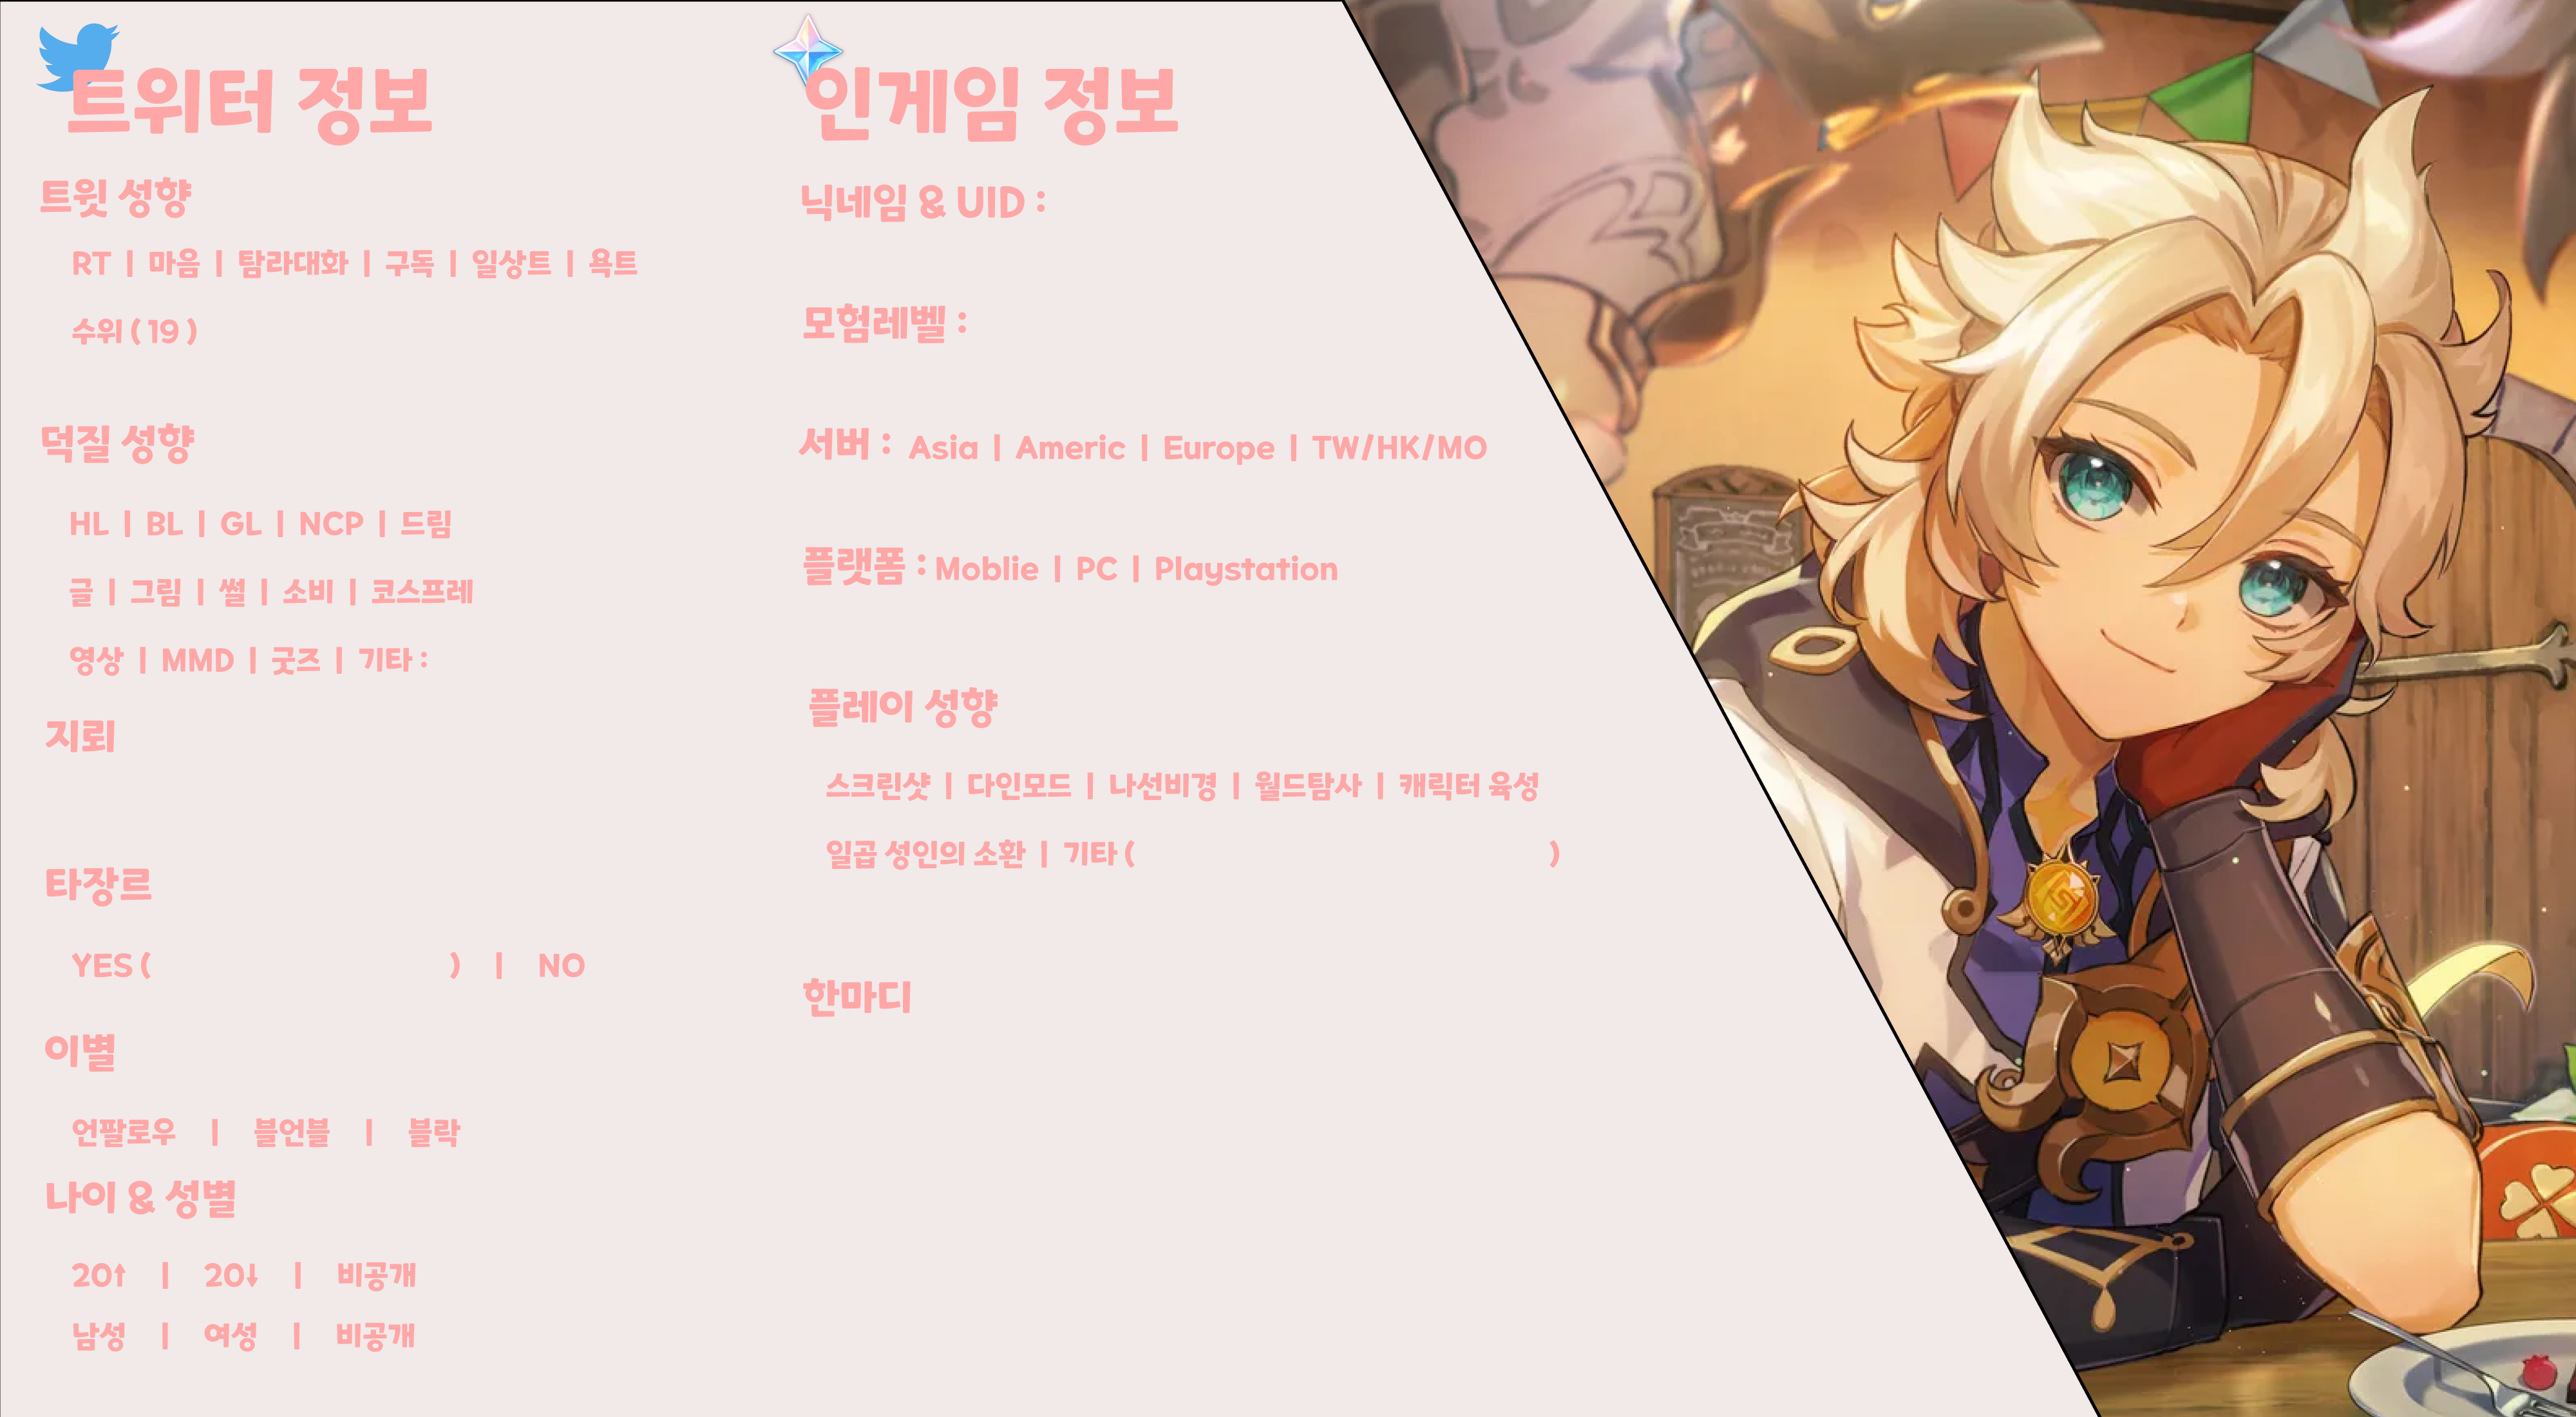 트위터 정보
트윗 성향
RT | 마음 | 탐라대화 | 구독 | 일상트 | 욕트
수위 ( 19 )
덕질 성향
HL | BL | GL | NCP | 드림
글 | 그림 | 썰 | 소비 | 코스프레
영상 | MMD | 굿즈 | 기타 :
지뢰
타장르
YES ( ) | NO
이별
언팔로우 | 블언블 | 블락
나이 & 성별
20↑ | 20↓ | 비공개
남성 | 여성 | 비공개
인게임 정보
닉네임 & UID :
모험레벨 :
서버 : Asia | Americ | Europe | TW/HK/MO
플랫폼 : Moblie | PC | Playstation
플레이 성향
스크린샷 | 다인모드 | 나선비경 | 월드탐사 | 캐릭터 육성
일곱 성인의 소환 | 기타 ( )
한마디